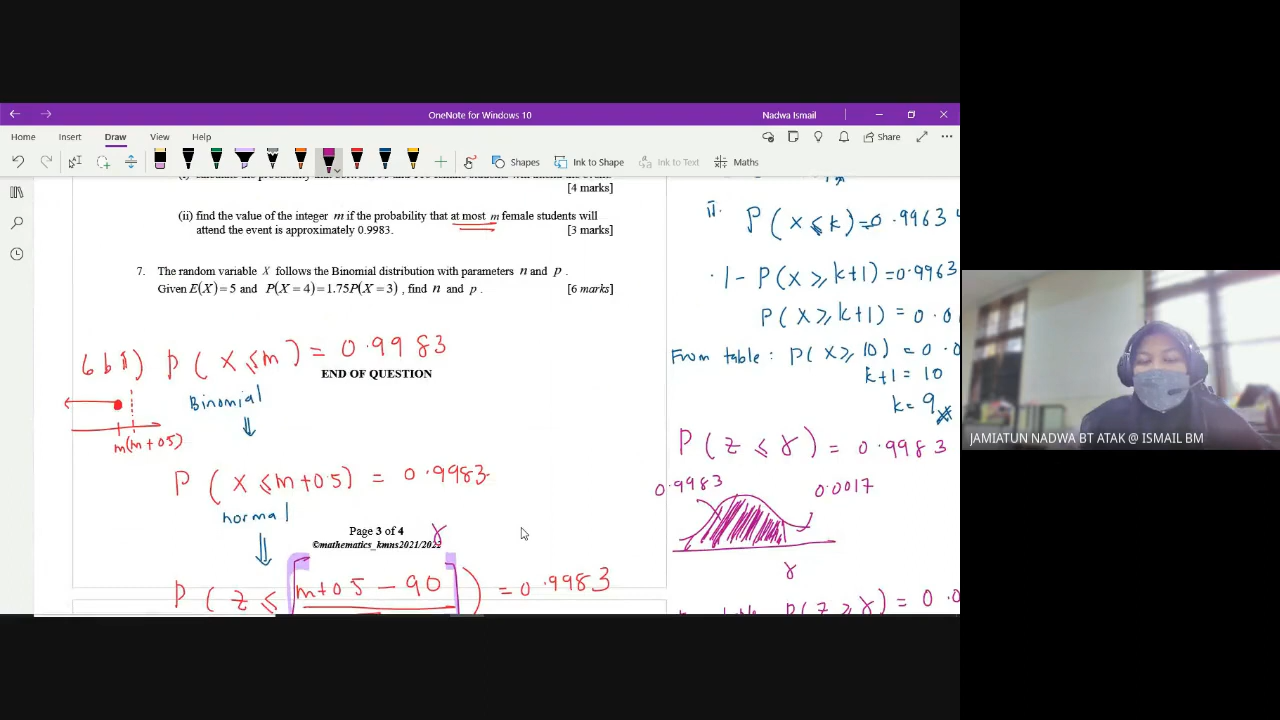 OneNote for Windows 10
Nadwa Ismail
Home Insert Draw View Help
Share
Shapes Ink to Shape Ink to Text Math
[4 marks]
(ii) find the value of the integer m if the probability that at most m female students will
attend the event is approximately 0.9983. [3 marks]
7. The random variable X follows the Binomial distribution with parameters n and p .
Given E(X) = 5 and P(X = 4) = 1.75P(X = 3) , find n and p . [6 marks]
6bii) P ( X ≤ m ) = 0.9983
END OF QUESTION
Binomial
⇓
m (m+0.5)
P ( X ≤ m+0.5 ) = 0.9983
normal
⇓
Page 3 of 4
©mathematics_kmns2021/2022
γ
P ( Z ≤ [ m+0.5 − 90 ] ) = 0.9983
ii. P ( X ≤ k ) = 0.9963
1 − P ( X ≥ k+1 ) = 0.9963
P ( X ≥ k+1 ) = 0.0
From table : P ( X ≥ 10 ) = 0.0
k+1 = 10
k = 9
P ( Z ≤ γ ) = 0.9983
0.9983 0.0017
γ
P ( Z ≥ γ ) = 0.0
JAMIATUN NADWA BT ATAK @ ISMAIL BM